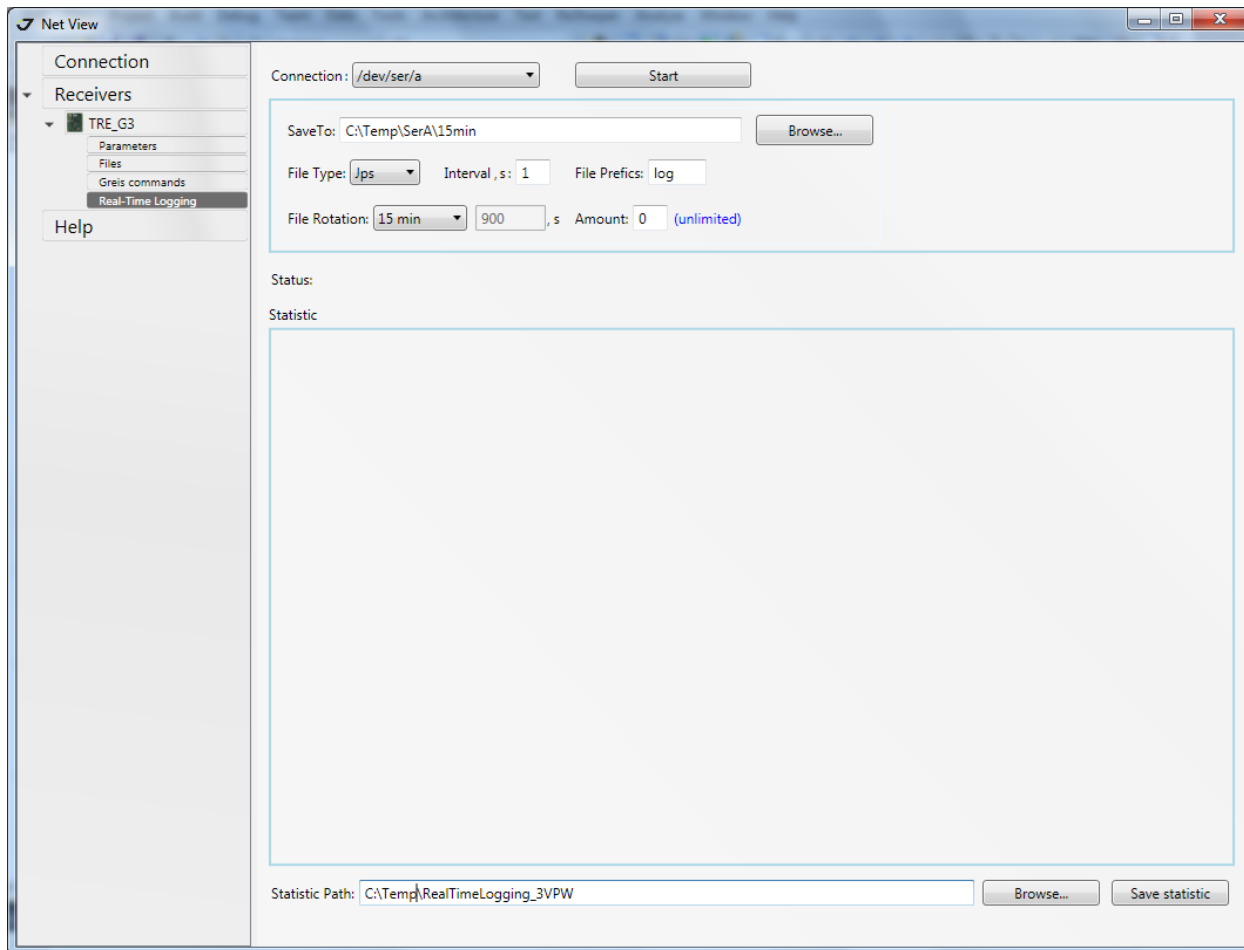 Net View
Connection
Receivers
TRE_G3
Parameters
Files
Greis commands
Real-Time Logging
Help
Connection: /dev/ser/a Start
SaveTo: C:\Temp\SerA\15min Browse...
File Type: Jps Interval ,s: 1 File Prefics: log
File Rotation: 15 min 900 , s Amount: 0 (unlimited)
Status:
Statistic
Statistic Path: C:\Temp\RealTimeLogging_3VPW Browse... Save statistic